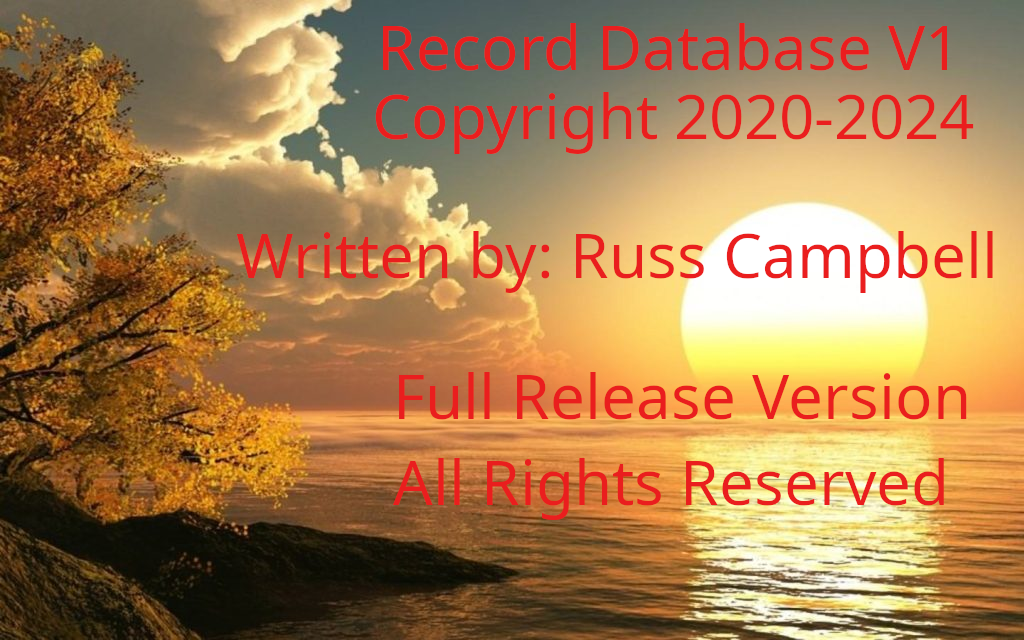 Record Database V1
Copyright 2020-2024
Written by: Russ Campbell
Full Release Version
All Rights Reserved